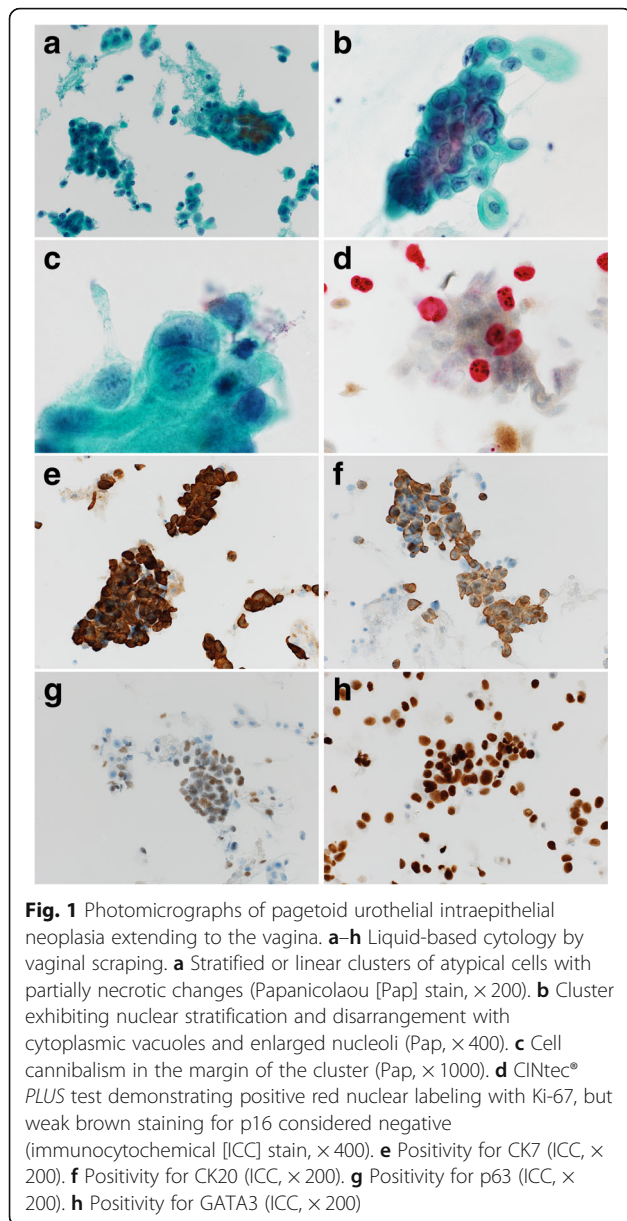 a
b
c
d
e
f
g
h
Fig. 1 Photomicrographs of pagetoid urothelial intraepithelial
neoplasia extending to the vagina. a–h Liquid-based cytology by
vaginal scraping. a Stratified or linear clusters of atypical cells with
partially necrotic changes (Papanicolaou [Pap] stain, × 200). b Cluster
exhibiting nuclear stratification and disarrangement with
cytoplasmic vacuoles and enlarged nucleoli (Pap, × 400). c Cell
cannibalism in the margin of the cluster (Pap, × 1000). d CINtec®
PLUS test demonstrating positive red nuclear labeling with Ki-67, but
weak brown staining for p16 considered negative
(immunocytochemical [ICC] stain, × 400). e Positivity for CK7 (ICC, ×
200). f Positivity for CK20 (ICC, × 200). g Positivity for p63 (ICC, ×
200). h Positivity for GATA3 (ICC, × 200)